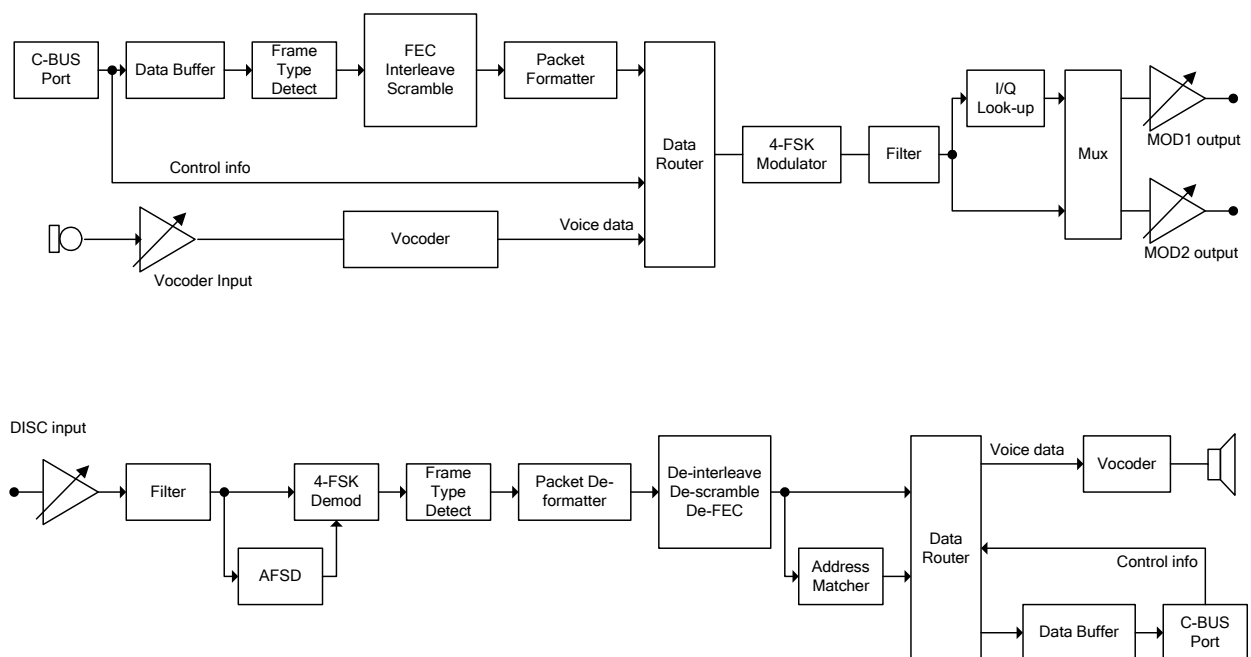 C-BUS
Port
Data Buffer
Frame
Type
Detect
FEC
Interleave
Scramble
Packet
Formatter
Control info
Vocoder Input
Vocoder
Voice data
Data
Router
4-FSK
Modulator
Filter
I/Q
Look-up
Mux
MOD1 output
MOD2 output
DISC input
Filter
AFSD
4-FSK
Demod
Frame
Type
Detect
Packet De-
formatter
De-interleave
De-scramble
De-FEC
Address
Matcher
Data
Router
Voice data
Vocoder
Control info
Data Buffer
C-BUS
Port